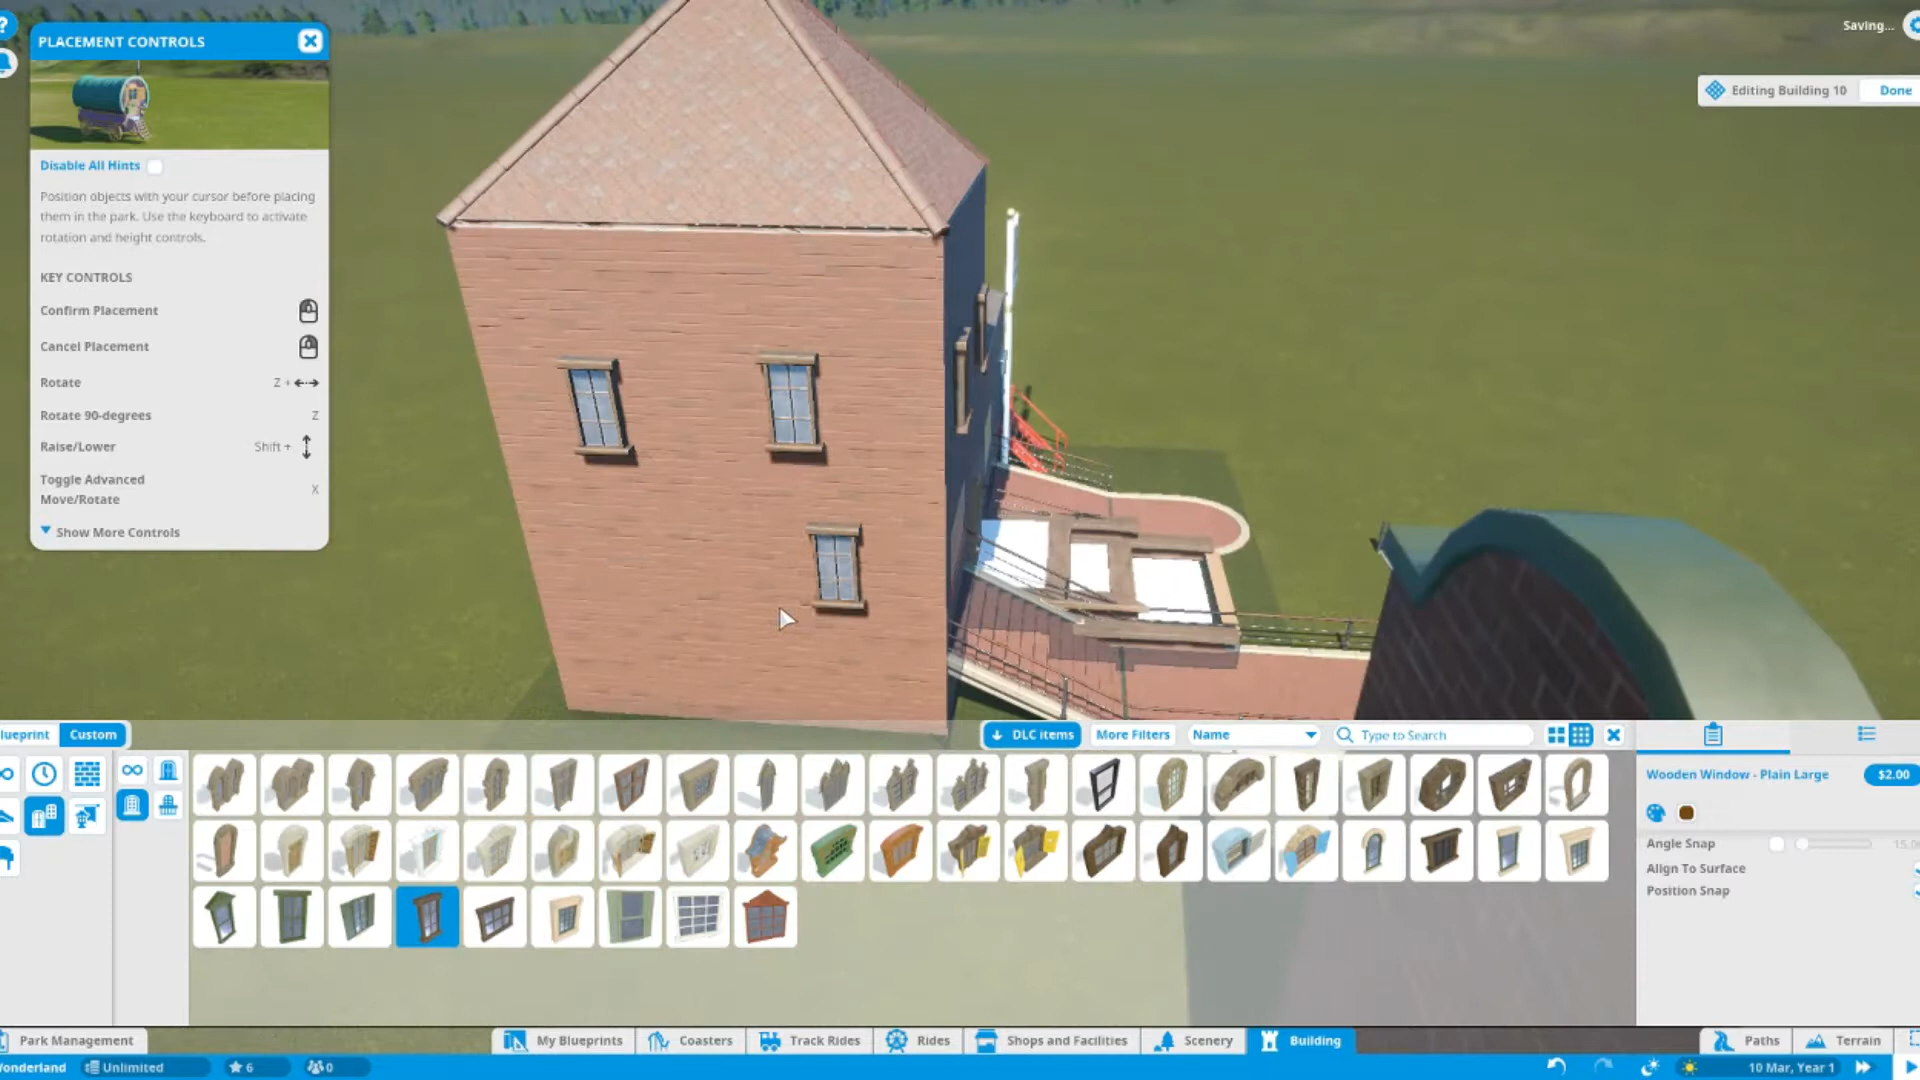 ?
PLACEMENT CONTROLS
Saving...
Editing Building 10
Done
Disable All Hints
Position objects with your cursor before placing
them in the park. Use the keyboard to activate
rotation and height controls.
KEY CONTROLS
Confirm Placement
Cancel Placement
Rotate Z +
Rotate 90-degrees Z
Raise/Lower Shift +
Toggle Advanced
Move/Rotate X
Show More Controls
lueprint Custom
DLC items More Filters Name Type to Search
Wooden Window - Plain Large $2.00
Angle Snap 15.0
Align To Surface
Position Snap
Park Management My Blueprints Coasters Track Rides Rides Shops and Facilities Scenery Building Paths Terrain
Wonderland Unlimited 6 0 10 Mar, Year 1